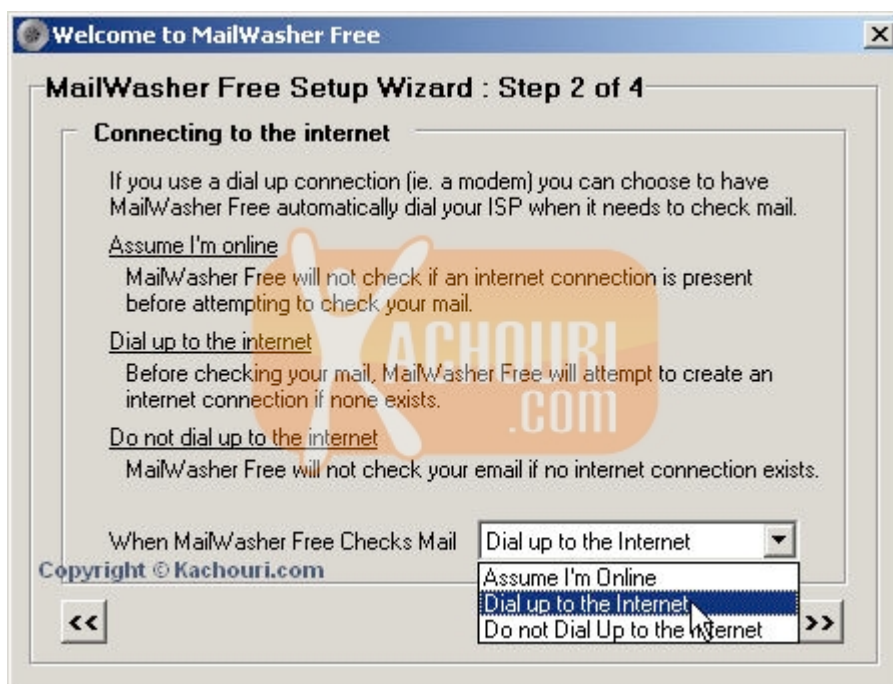 Welcome to MailWasher Free
MailWasher Free Setup Wizard : Step 2 of 4
Connecting to the internet
If you use a dial up connection (ie. a modem) you can choose to have
MailWasher Free automatically dial your ISP when it needs to check mail.
Assume I'm online
MailWasher Free will not check if an internet connection is present
before attempting to check your mail.
Dial up to the internet
Before checking your mail, MailWasher Free will attempt to create an
internet connection if none exists.
Do not dial up to the internet
MailWasher Free will not check your email if no internet connection exists.
KACHOURI
.com
When MailWasher Free Checks Mail Dial up to the Internet
Copyright © Kachouri.com
Assume I'm Online
Dial up to the Internet
Do not Dial Up to the Internet
<< >>